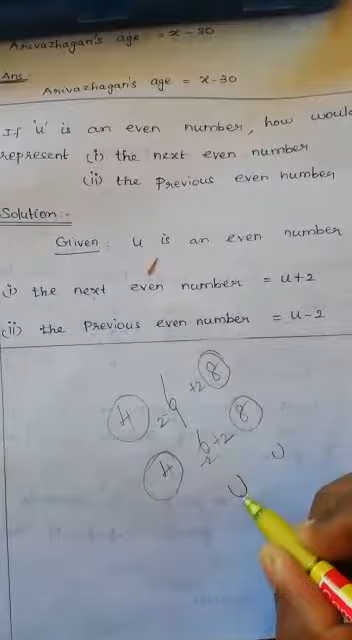 Arivazhagan's age = x-30
Ans:
Arivazhagan's age = x-30
If 'u' is an even number, how would
represent (i) the next even number
(ii) the Previous even number
Solution:-
Given: u is an even number
(i) the next even number = u+2
(ii) the Previous even number = u-2
4 -2 6 +2 8
4 -2 6 +2 8
U U